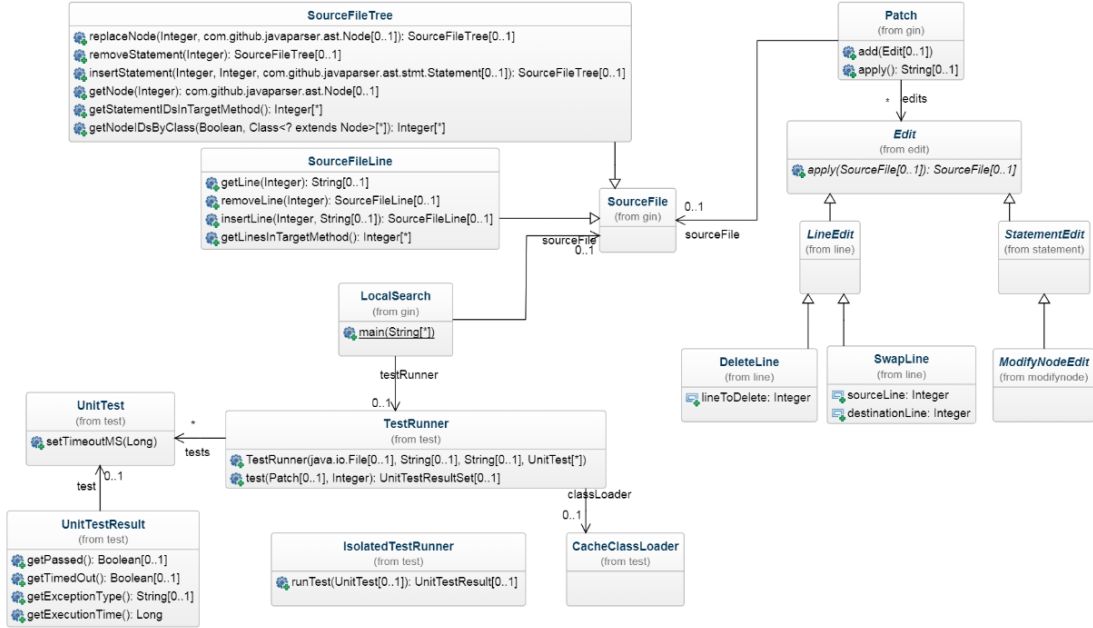 SourceFileTree
replaceNode(Integer, com.github.javaparser.ast.Node[0..1]): SourceFileTree[0..1]
removeStatement(Integer): SourceFileTree[0..1]
insertStatement(Integer, Integer, com.github.javaparser.ast.stmt.Statement[0..1]): SourceFileTree[0..1]
getNode(Integer): com.github.javaparser.ast.Node[0..1]
getStatementIDsInTargetMethod(): Integer[*]
getNodeIDsByClass(Boolean, Class<? extends Node>[*]): Integer[*]
Patch
(from gin)
add(Edit[0..1])
apply(): String[0..1]
* edits
Edit
(from edit)
apply(SourceFile[0..1]): SourceFile[0..1]
SourceFileLine
getLine(Integer): String[0..1]
removeLine(Integer): SourceFileLine[0..1]
insertLine(Integer, String[0..1]): SourceFileLine[0..1]
getLinesInTargetMethod(): Integer[*]
SourceFile
(from gin)
0..1
sourceFile
sourceFile
0..1
LineEdit
(from line)
StatementEdit
(from statement)
LocalSearch
(from gin)
main(String[*])
testRunner
0..1
DeleteLine
(from line)
lineToDelete: Integer
SwapLine
(from line)
sourceLine: Integer
destinationLine: Integer
ModifyNodeEdit
(from modifynode)
UnitTest
(from test)
setTimeoutMS(Long)
*
tests
TestRunner
(from test)
TestRunner(java.io.File[0..1], String[0..1], String[0..1], UnitTest[*])
test(Patch[0..1], Integer): UnitTestResultSet[0..1]
0..1
test
classLoader
0..1
UnitTestResult
(from test)
getPassed(): Boolean[0..1]
getTimedOut(): Boolean[0..1]
getExceptionType(): String[0..1]
getExecutionTime(): Long
IsolatedTestRunner
(from test)
runTest(UnitTest[0..1]): UnitTestResult[0..1]
CacheClassLoader
(from test)